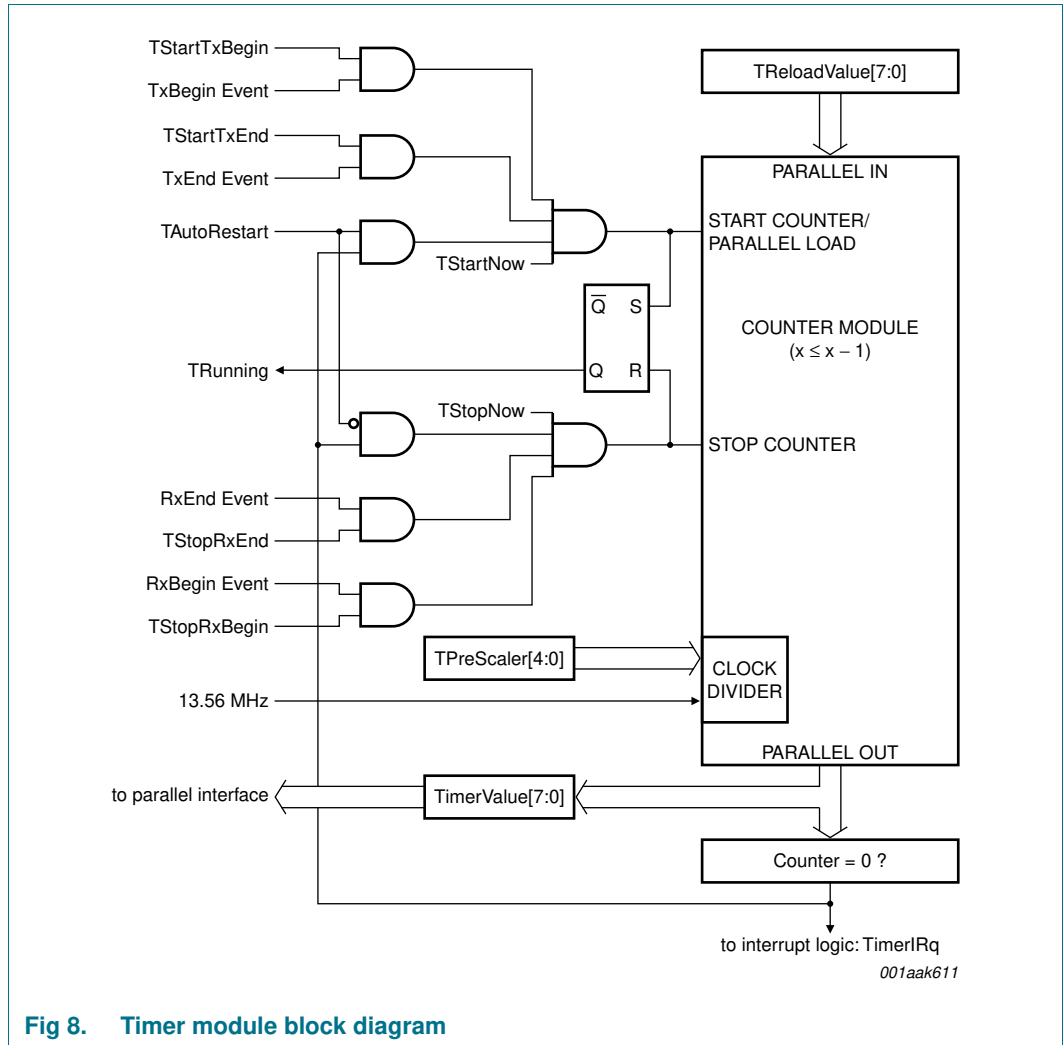 TStartTxBegin
TxBegin Event
TStartTxEnd
TxEnd Event
TAutoRestart
TStartNow
TReloadValue[7:0]
PARALLEL IN
START COUNTER/
PARALLEL LOAD
Q̅ S
Q R
COUNTER MODULE
(x ≤ x − 1)
TRunning
TStopNow
STOP COUNTER
RxEnd Event
TStopRxEnd
RxBegin Event
TStopRxBegin
TPreScaler[4:0]
CLOCK
DIVIDER
13.56 MHz
PARALLEL OUT
to parallel interface
TimerValue[7:0]
Counter = 0 ?
to interrupt logic: TimerIRq
001aak611
Fig 8. Timer module block diagram